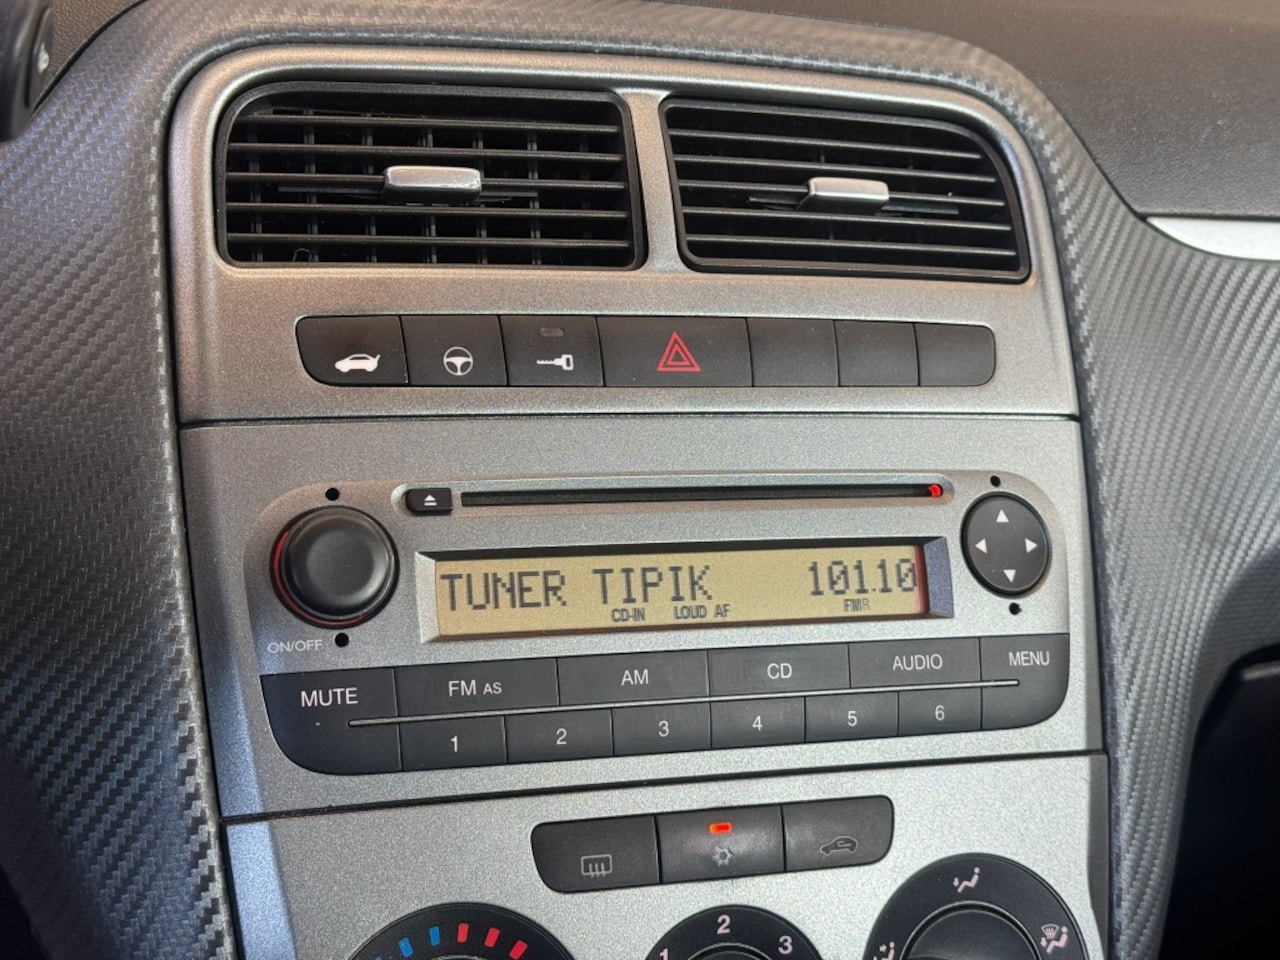 TUNER TIPIK 101.10
CD-IN LOUD AF FMR
ON/OFF
MUTE FM AS AM CD AUDIO MENU
1 2 3 4 5 6
1 2 3